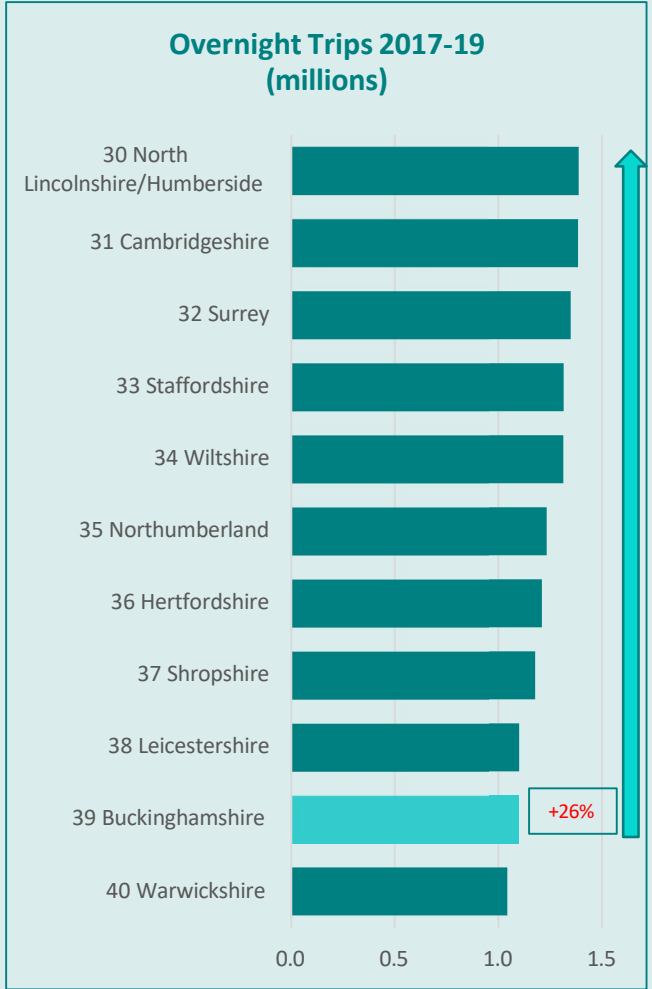 Overnight Trips 2017-19
(millions)
30 North
Lincolnshire/Humberside
31 Cambridgeshire
32 Surrey
33 Staffordshire
34 Wiltshire
35 Northumberland
36 Hertfordshire
37 Shropshire
38 Leicestershire
39 Buckinghamshire
+26%
40 Warwickshire
0.0 0.5 1.0 1.5